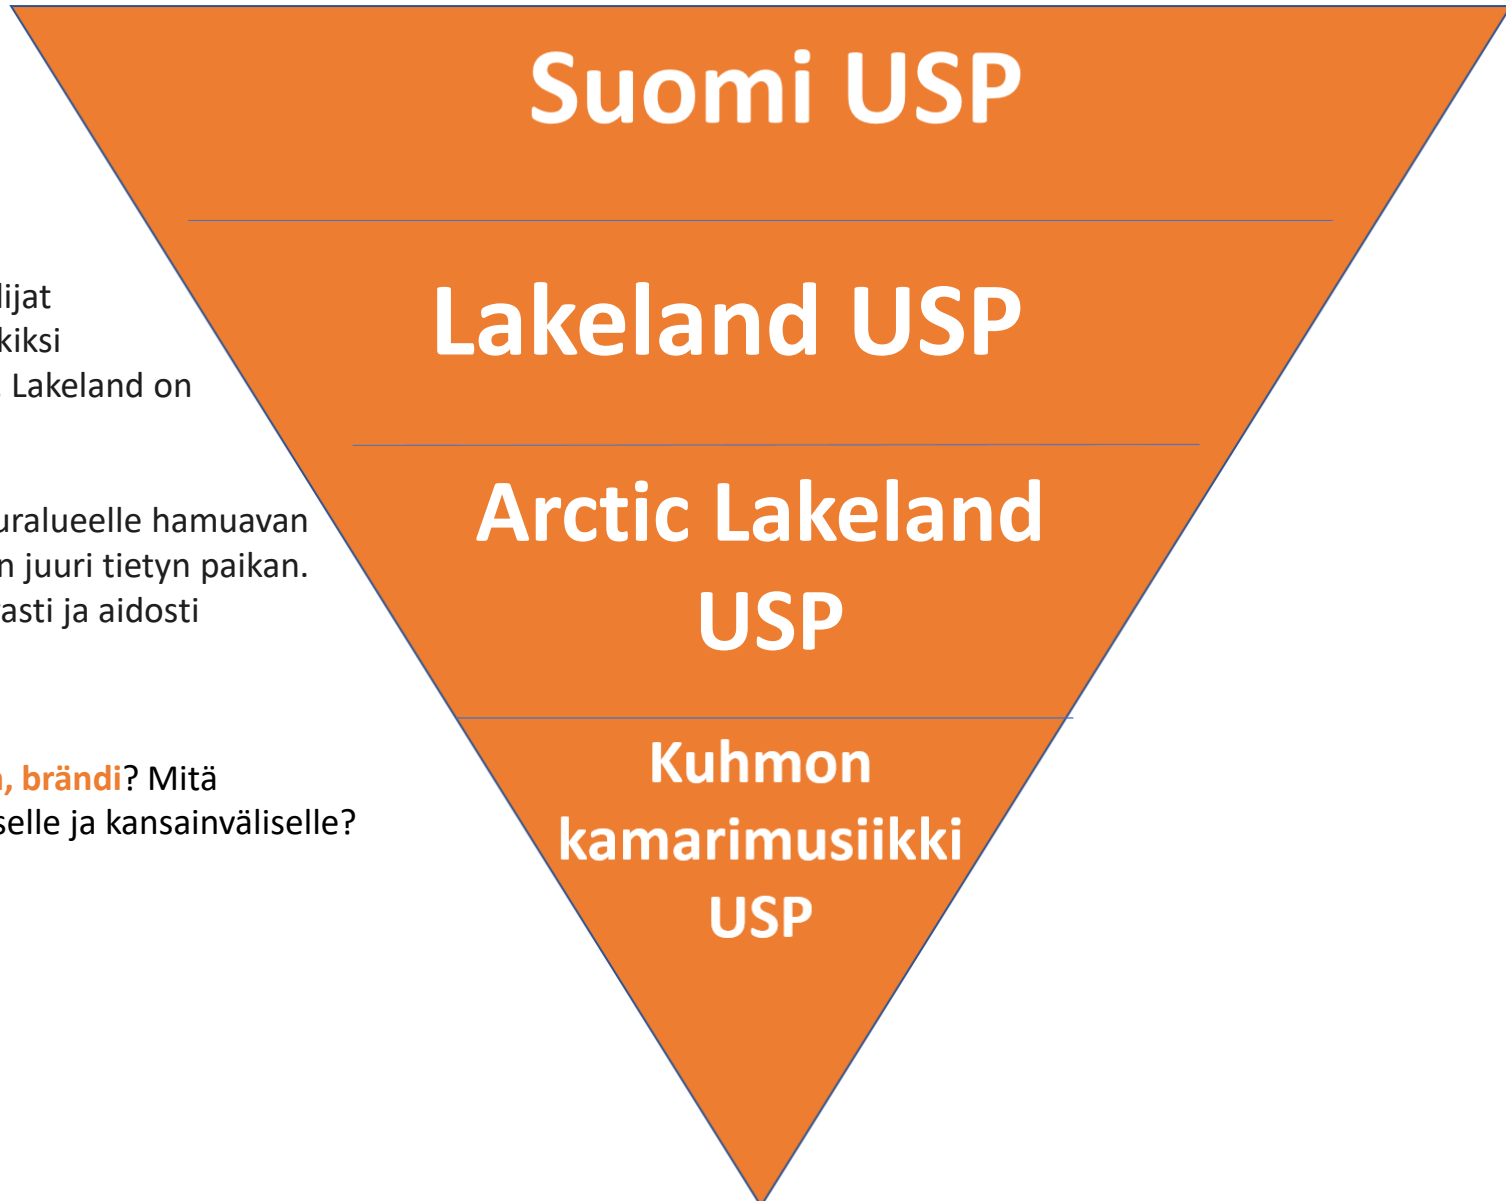 Suomi USP
Lakeland USP
lijat
kiksi
. Lakeland on
Arctic Lakeland
USP
uralueelle hamuavan
n juuri tietyn paikan.
asti ja aidosti
Kuhmon
kamarimusiikki
USP
, brändi? Mitä
selle ja kansainväliselle?